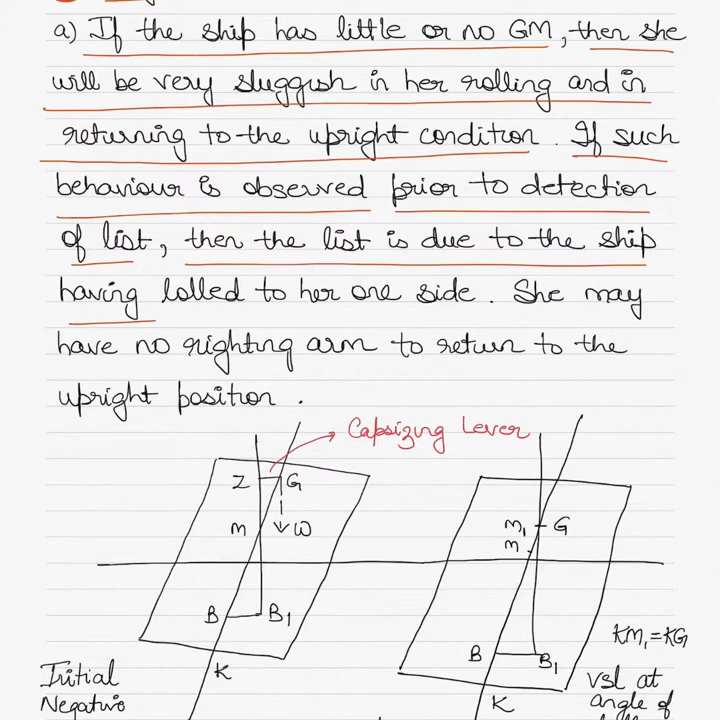 a) If the ship has little or no GM, then she
will be very sluggish in her rolling and in
returning to the upright condition. If such
behaviour is observed prior to detection
of list, then the list is due to the ship
having lolled to her one side. She may
have no righting arm to return to the
upright position.
Capsizing Lever
Z G
M W
B B1
K
M1 G
M
B B1
K
KM1 = KG
Initial
Negative
vsl at
angle of